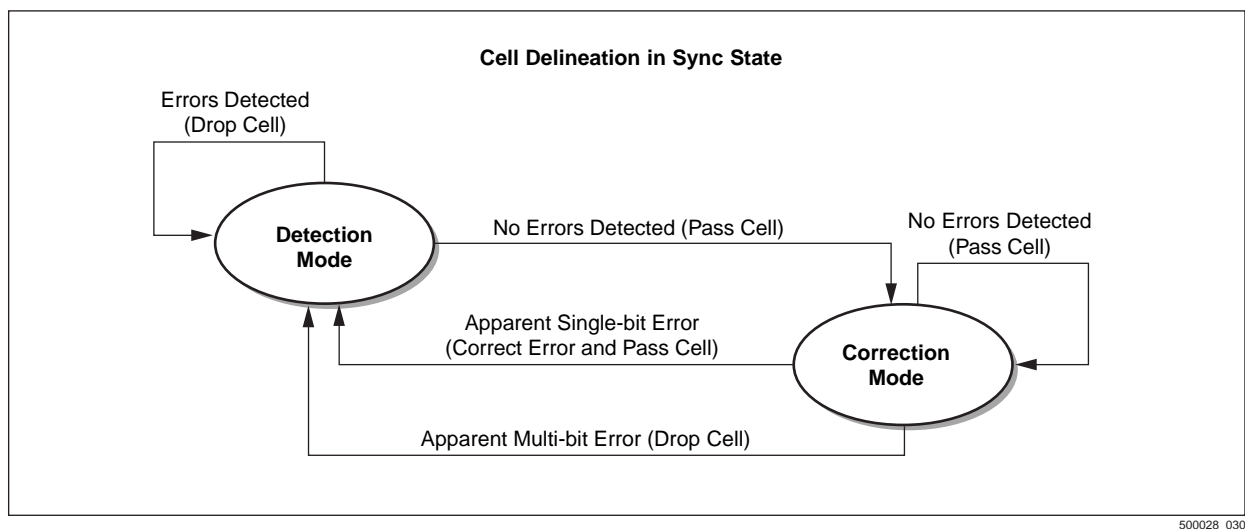 Cell Delineation in Sync State
Errors Detected
(Drop Cell)
Detection
Mode
No Errors Detected (Pass Cell)
No Errors Detected
(Pass Cell)
Apparent Single-bit Error
(Correct Error and Pass Cell)
Correction
Mode
Apparent Multi-bit Error (Drop Cell)
500028_030